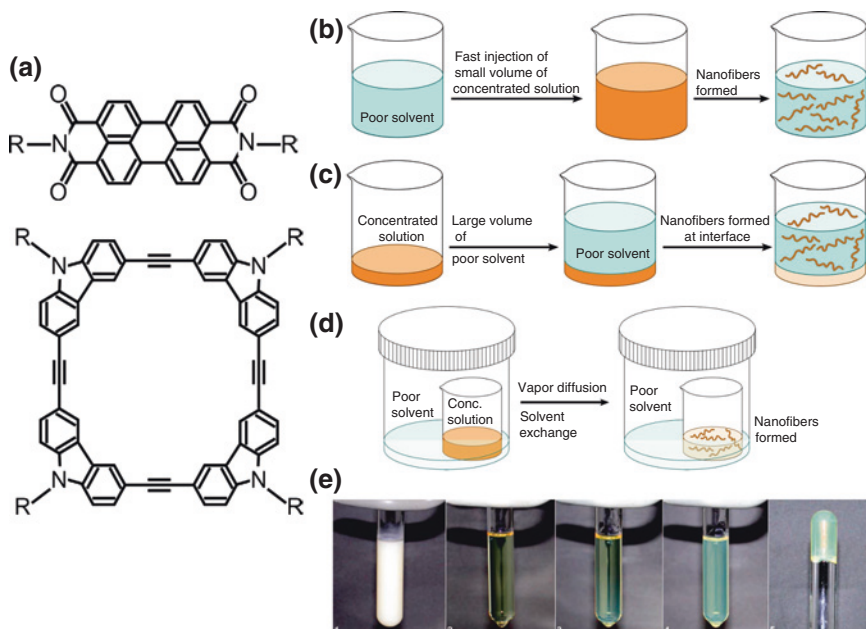 (a)
O
O
R
N
N
R
O
O
R
R
N
N
N
N
R
R
(b)
Poor solvent
Fast injection of
small volume of
concentrated solution
Nanofibers
formed
(c)
Concentrated
solution
Large volume
of
poor solvent
Poor solvent
Nanofibers formed
at interface
(d)
Poor
solvent
Conc.
solution
Vapor diffusion
Solvent
exchange
Poor
solvent
Nanofibers
formed
(e)